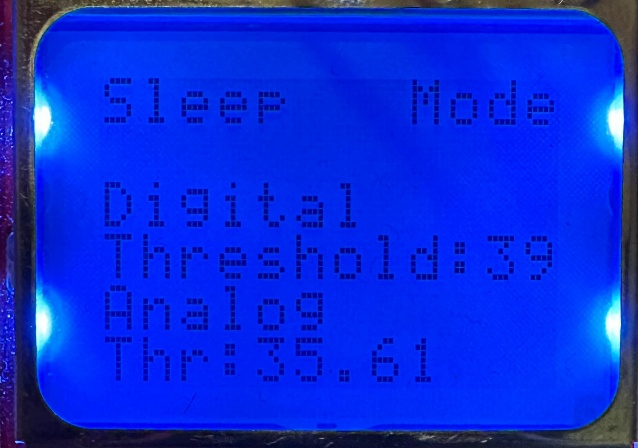 Sleep Mode
Digital
Threshold:39
Analog
Thr:35.61